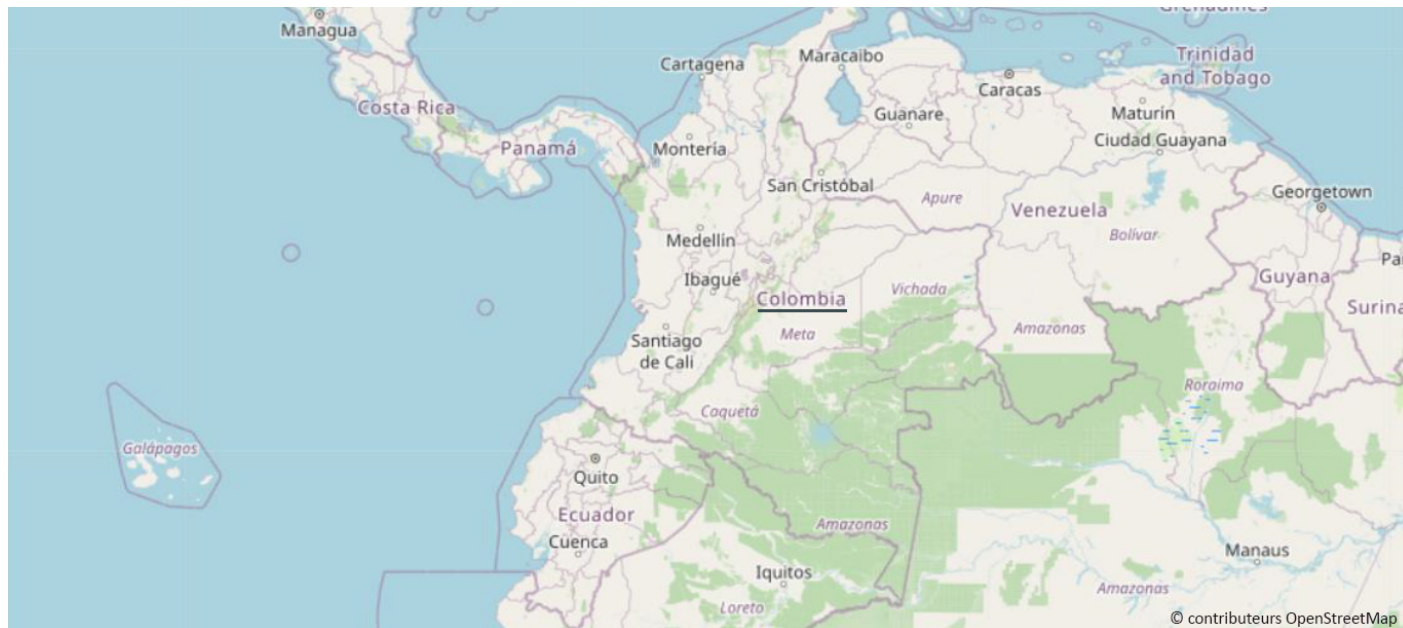 Managua
Grenadines
Maracaibo
Trinidad
and Tobago
Cartagena
Caracas
Costa Rica
Guanare
Maturín
Ciudad Guayana
Panamá
Montería
San Cristóbal
Georgetown
Apure
Venezuela
Medellín
Bolívar
Ibagué
Guyana
Vichada
Colombia
Surina
Meta
Amazonas
Santiago
de Cali
Roraima
Caquetá
Galápagos
Quito
Ecuador
Amazonas
Cuenca
Manaus
Iquitos
Amazonas
Loreto
© contributeurs OpenStreetMap